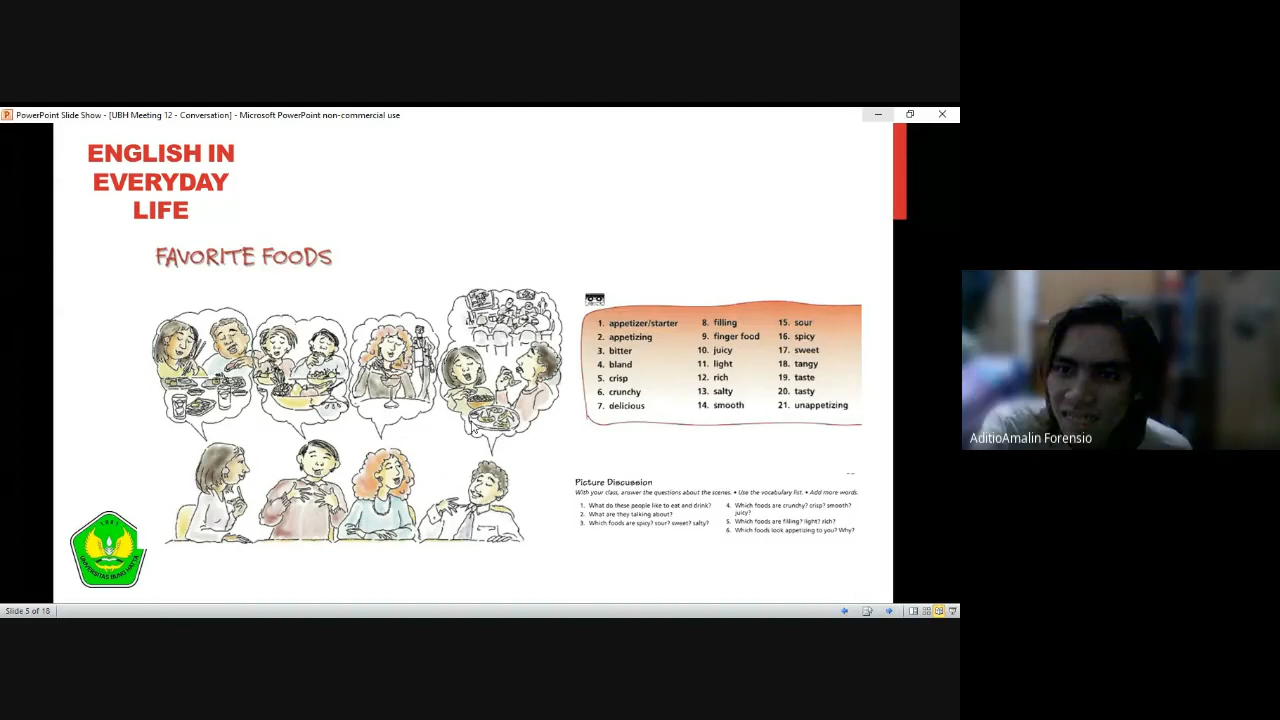 PowerPoint Slide Show - [UBH Meeting 12 - Conversation] - Microsoft PowerPoint non-commercial use
ENGLISH IN
EVERYDAY
LIFE
FAVORITE FOODS
1. appetizer/starter
2. appetizing
3. bitter
4. bland
5. crisp
6. crunchy
7. delicious
8. filling
9. finger food
10. juicy
11. light
12. rich
13. salty
14. smooth
15. sour
16. spicy
17. sweet
18. tangy
19. taste
20. tasty
21. unappetizing
Picture Discussion
With your class, answer the questions about the scenes. • Use the vocabulary list. • Add more words.
1. What do these people like to eat and drink?
2. What are they talking about?
3. Which foods are spicy? sour? sweet? salty?
4. Which foods are crunchy? crisp? smooth?
juicy?
5. Which foods are filling? light? rich?
6. Which foods look appetizing to you? Why?
1981
UNIVERSITAS BUNG HATTA
Slide 5 of 18
AditioAmalin Forensio